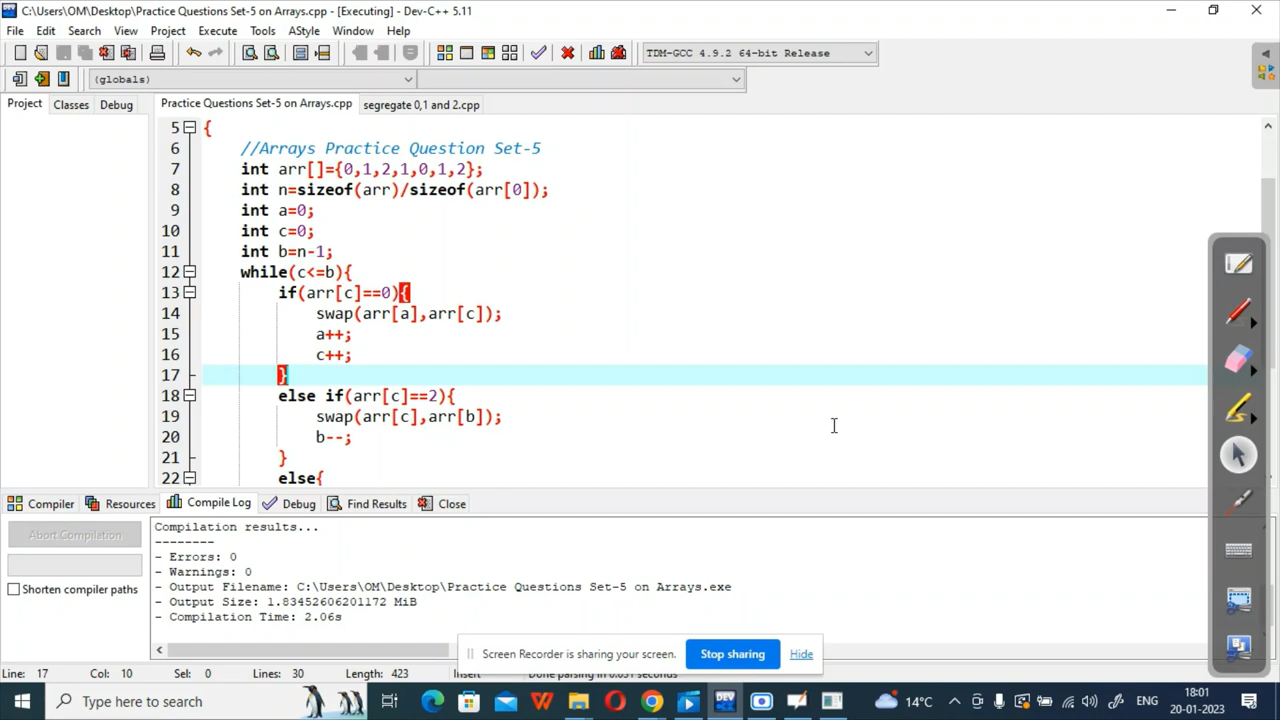 C:\Users\OM\Desktop\Practice Questions Set-5 on Arrays.cpp - [Executing] - Dev-C++ 5.11
File Edit Search View Project Execute Tools AStyle Window Help
TDM-GCC 4.9.2 64-bit Release
(globals)
Project Classes Debug Practice Questions Set-5 on Arrays.cpp segregate 0,1 and 2.cpp
5 {
6 //Arrays Practice Question Set-5
7 int arr[]={0,1,2,1,0,1,2};
8 int n=sizeof(arr)/sizeof(arr[0]);
9 int a=0;
10 int c=0;
11 int b=n-1;
12 while(c<=b){
13 if(arr[c]==0){
14 swap(arr[a],arr[c]);
15 a++;
16 c++;
17 }
18 else if(arr[c]==2){
19 swap(arr[c],arr[b]);
20 b--;
21 }
22 else{
Compiler Resources Compile Log Debug Find Results Close
Abort Compilation
Shorten compiler paths
Compilation results...
--------
- Errors: 0
- Warnings: 0
- Output Filename: C:\Users\OM\Desktop\Practice Questions Set-5 on Arrays.exe
- Output Size: 1.83452606201172 MiB
- Compilation Time: 2.06s
Screen Recorder is sharing your screen. Stop sharing Hide
Line: 17 Col: 10 Sel: 0 Lines: 30 Length: 423 Insert Done parsing in 0.031 seconds
Type here to search 14°C ENG 18:01
20-01-2023